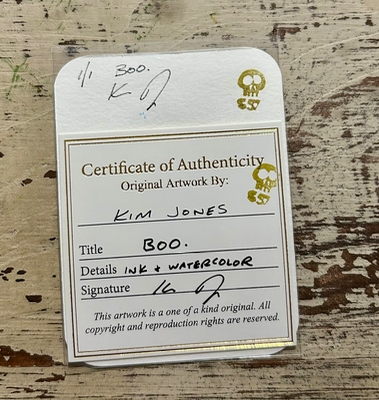 1/1 BOO.
Certificate of Authenticity
Original Artwork By:
KIM JONES
Title BOO.
Details INK + WATERCOLOR
Signature
This artwork is a one of a kind original. All
copyright and reproduction rights are reserved.